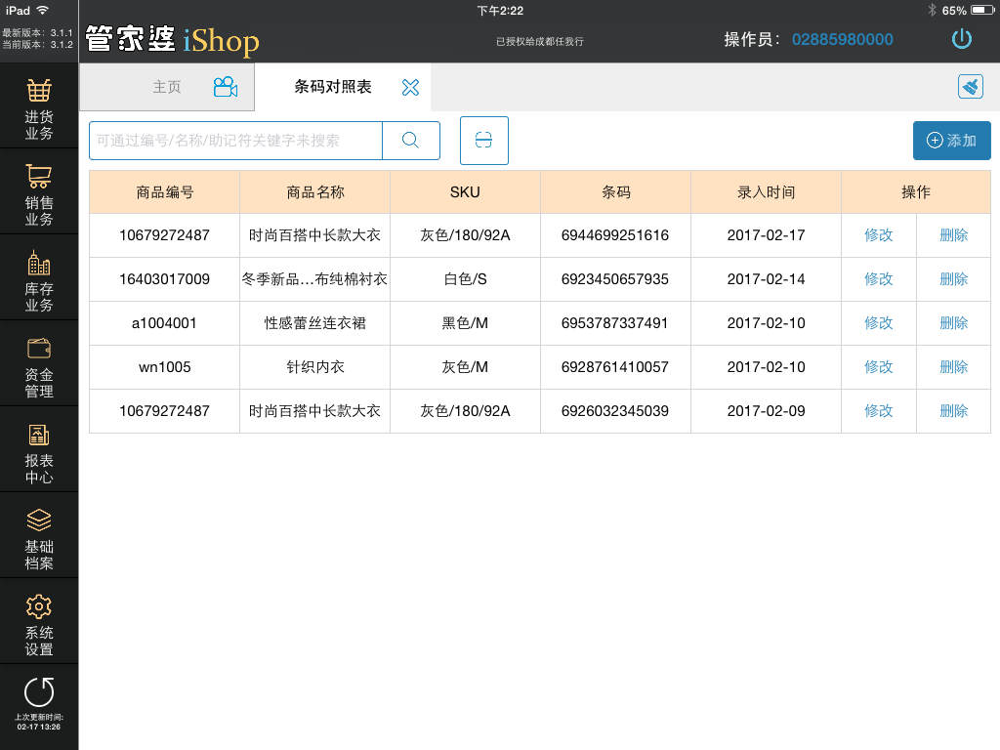 iPad 下午2:22 65%
最新版本：3.1.1
当前版本：3.1.2
管家婆 iShop
已授权给成都任我行
操作员：02885980000
主页 条码对照表
可通过编号/名称/助记符关键字来搜索 添加
商品编号 商品名称 SKU 条码 录入时间 操作
10679272487 时尚百搭中长款大衣 灰色/180/92A 6944699251616 2017-02-17 修改 删除
16403017009 冬季新品…布纯棉衬衣 白色/S 6923450657935 2017-02-14 修改 删除
a1004001 性感蕾丝连衣裙 黑色/M 6953787337491 2017-02-10 修改 删除
wn1005 针织内衣 灰色/M 6928761410057 2017-02-10 修改 删除
10679272487 时尚百搭中长款大衣 灰色/180/92A 6926032345039 2017-02-09 修改 删除
进货
业务
销售
业务
库存
业务
资金
管理
报表
中心
基础
档案
系统
设置
上次更新时间:
02-17 13:26